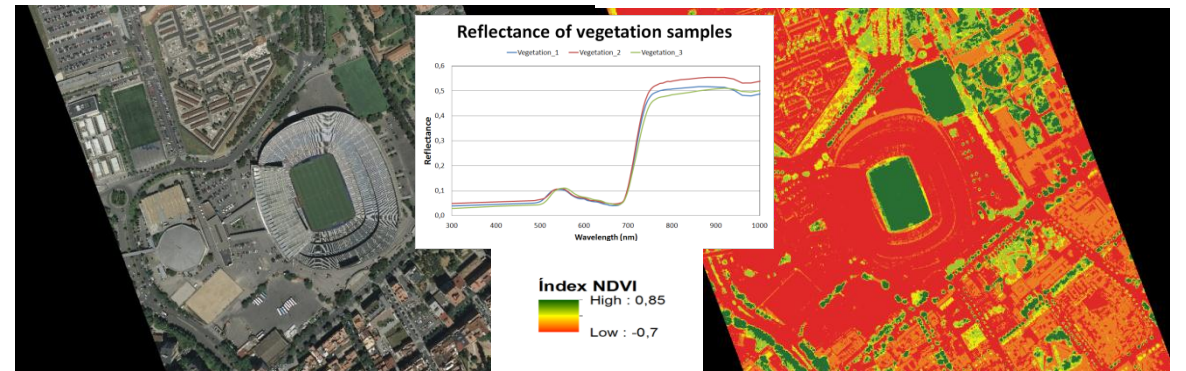 Reflectance of vegetation samples
Vegetation_1 Vegetation_2 Vegetation_3
0,6
0,5
0,4
0,3
0,2
0,1
0,0
Reflectance
300 400 500 600 700 800 900 1000
Wavelength (nm)
Índex NDVI
High : 0,85
Low : -0,7